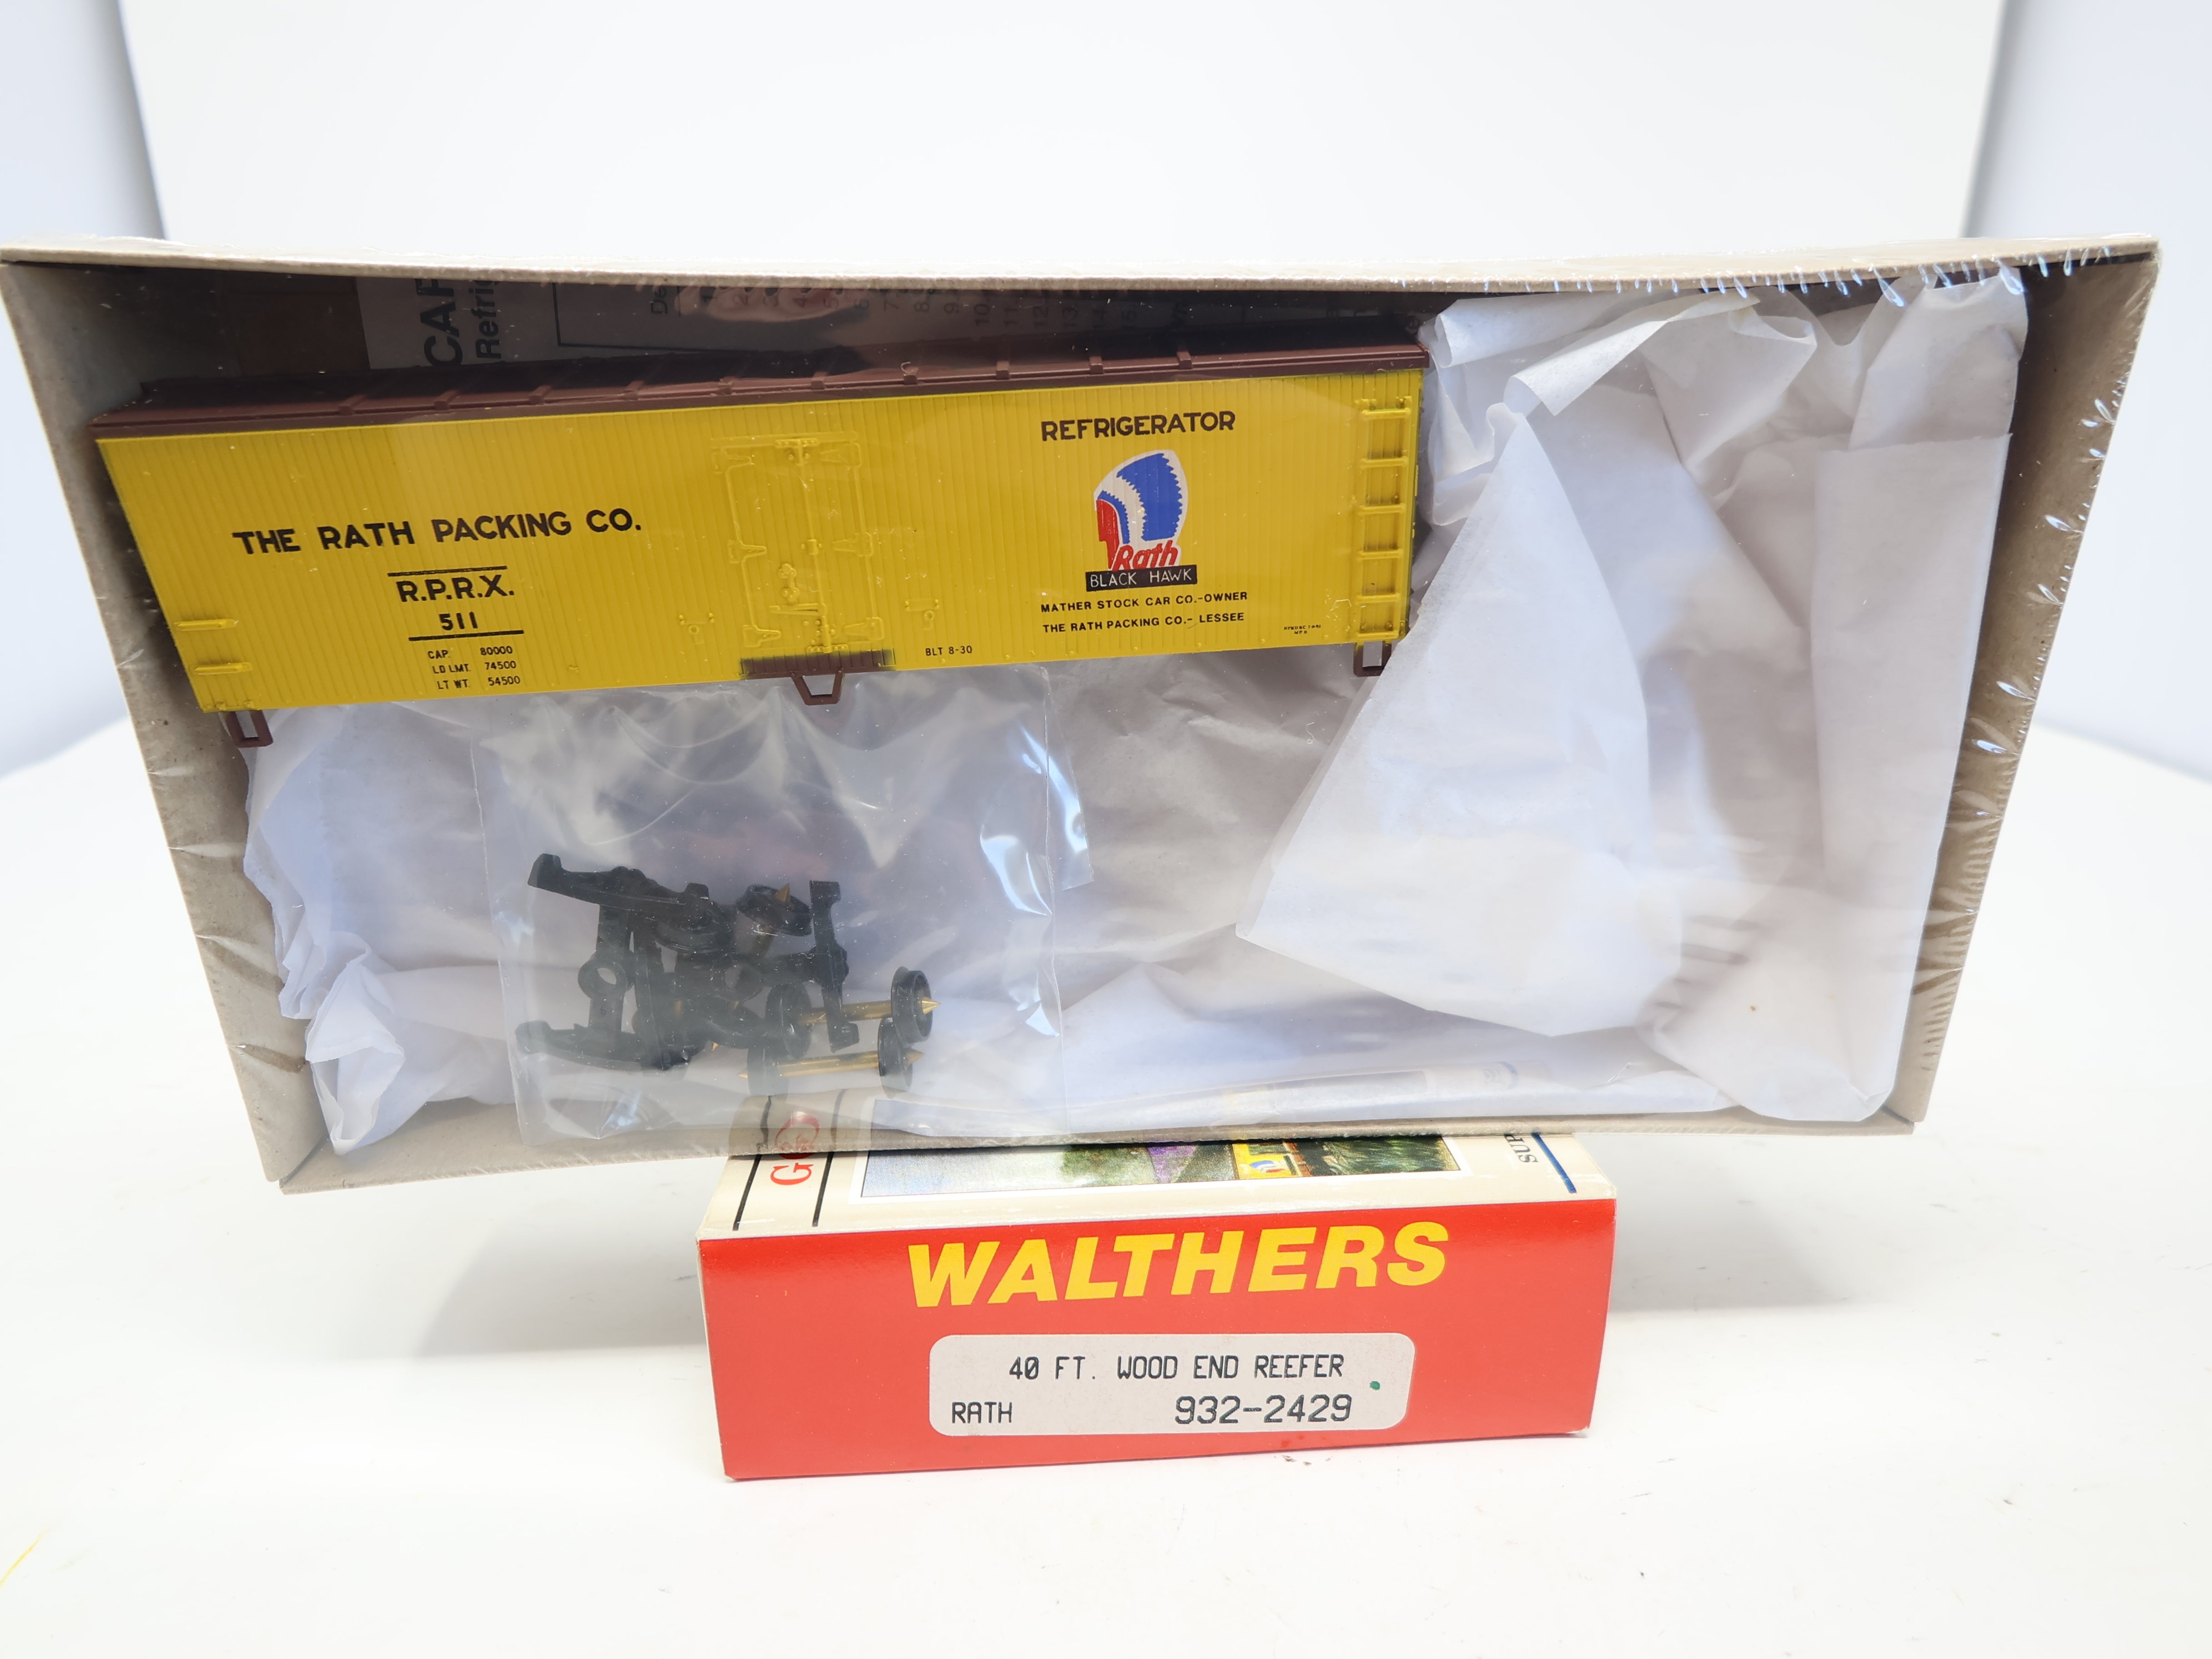 THE RATH PACKING CO.
R.P.R.X.
511
CAP. 80000
LD LMT. 74500
LT WT. 54500
BLT 8-30
REFRIGERATOR
Rath
BLACK HAWK
MATHER STOCK CAR CO.-OWNER
THE RATH PACKING CO.- LESSEE
WALTHERS
40 FT. WOOD END REEFER
RATH 932-2429